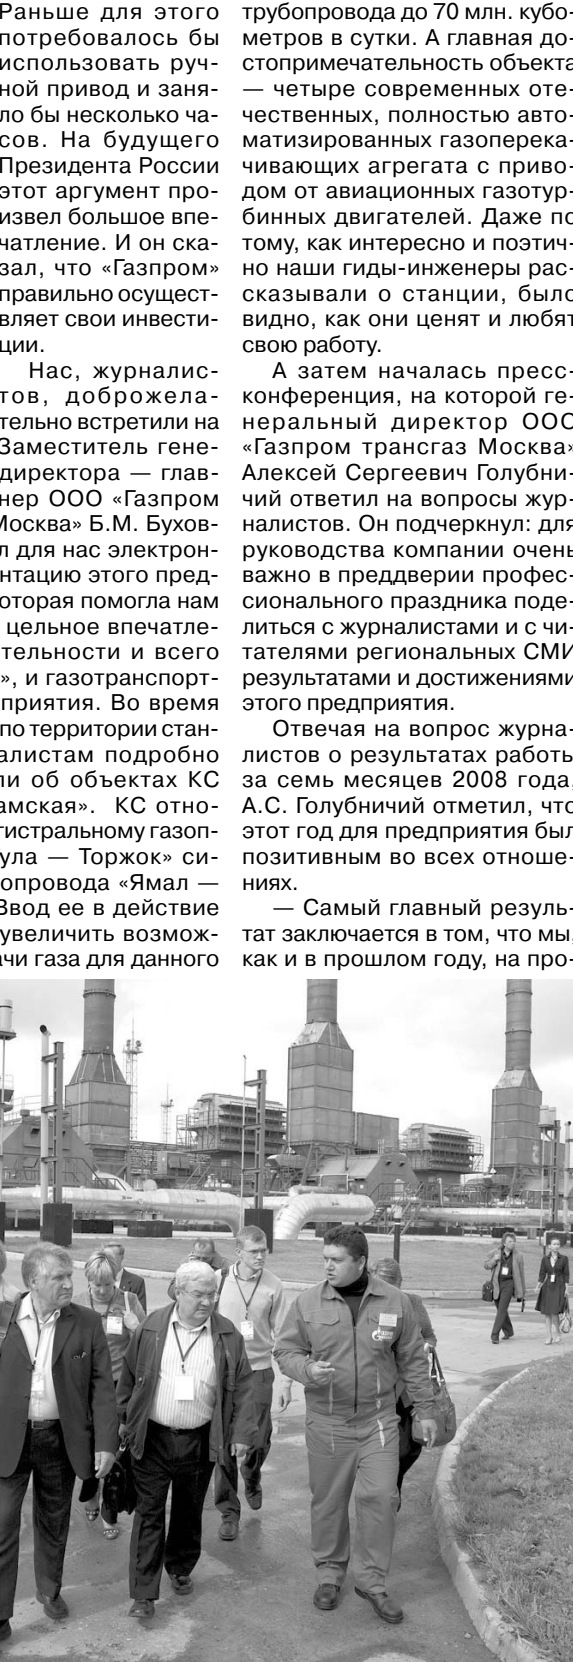 Раньше для этого
потребовалось бы
использовать руч-
ной привод и заня-
ло бы несколько ча-
сов. На будущего
Президента России
этот аргумент про-
извел большое впе-
чатление. И он ска-
зал, что «Газпром»
правильно осущест-
вляет свои инвести-
ции.
Нас, журналис-
тов, доброжела-
тельно встретили на
Заместитель гене-
директора — глав-
нер ООО «Газпром
Москва» Б.М. Бухов-
л для нас электрон-
нтацию этого пред-
оторая помогла нам
цельное впечатле-
тельности и всего
», и газотранспорт-
приятия. Во время
по территории стан-
алистам подробно
ли об объектах КС
амская». КС отно-
гистральному газоп-
ула — Торжок» си-
опровода «Ямал —
Ввод ее в действие
увеличить возмож-
ачи газа для данного
трубопровода до 70 млн. кубо-
метров в сутки. А главная до-
стопримечательность объекта
— четыре современных оте-
чественных, полностью авто-
матизированных газоперека-
чивающих агрегата с приво-
дом от авиационных газотур-
бинных двигателей. Даже по
тому, как интересно и поэтич-
но наши гиды-инженеры рас-
сказывали о станции, было
видно, как они ценят и любят
свою работу.
А затем началась пресс-
конференция, на которой ге-
неральный директор ООО
«Газпром трансгаз Москва»
Алексей Сергеевич Голубни-
чий ответил на вопросы жур-
налистов. Он подчеркнул: для
руководства компании очень
важно в преддверии профес-
сионального праздника поде-
литься с журналистами и с чи-
тателями региональных СМИ
результатами и достижениями
этого предприятия.
Отвечая на вопрос журна-
листов о результатах работы
за семь месяцев 2008 года,
А.С. Голубничий отметил, что
этот год для предприятия был
позитивным во всех отноше-
ниях.
— Самый главный резуль-
тат заключается в том, что мы,
как и в прошлом году, на про-